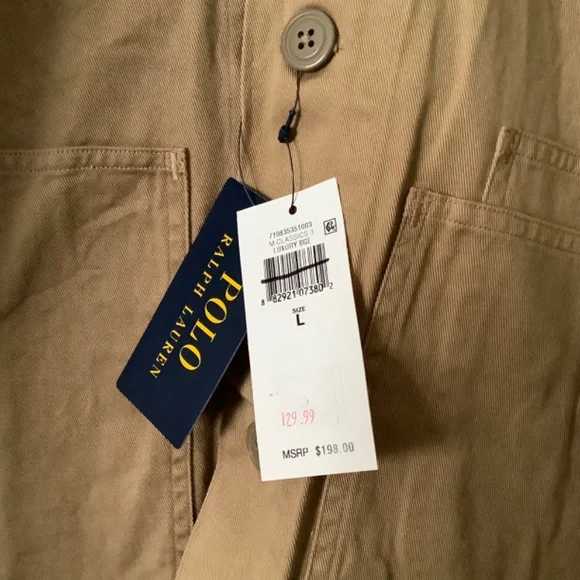 POLO
RALPH LAUREN
710835351003
M CLASSICS 3
LUXURY BGE
8 82921 07380 2
SIZE
L
129.99
MSRP $198.00